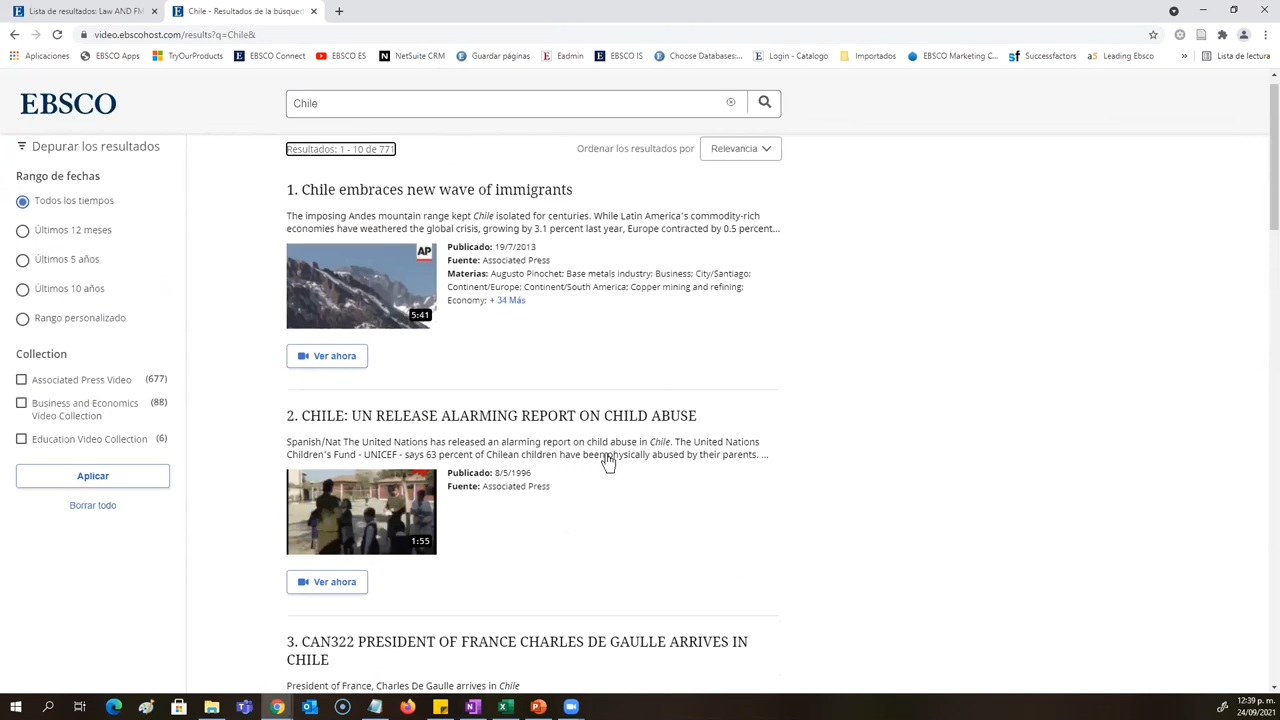 Lista de resultados: Law AND FM
Chile - Resultados de la búsqued
video.ebscohost.com/results?q=Chile&
Aplicaciones
EBSCO Apps
TryOurProducts
EBSCO Connect
EBSCO ES
NetSuite CRM
Guardar páginas
Eadmin
EBSCO IS
Choose Databases:...
Login - Catalogo
Importados
EBSCO Marketing C...
Successfactors
Leading Ebsco
Lista de lectura
EBSCO
Chile
Depurar los resultados
Resultados: 1 - 10 de 771
Ordenar los resultados por
Relevancia
Rango de fechas
Todos los tiempos
Últimos 12 meses
Últimos 5 años
Últimos 10 años
Rango personalizado
Collection
Associated Press Video (677)
Business and Economics (88)
Video Collection
Education Video Collection (6)
Aplicar
Borrar todo
1. Chile embraces new wave of immigrants
The imposing Andes mountain range kept Chile isolated for centuries. While Latin America's commodity-rich
economies have weathered the global crisis, growing by 3.1 percent last year, Europe contracted by 0.5 percent...
AP
5:41
Publicado: 19/7/2013
Fuente: Associated Press
Materias: Augusto Pinochet; Base metals industry: Business; City/Santiago;
Continent/Europe; Continent/South America; Copper mining and refining;
Economy: + 34 Más
Ver ahora
2. CHILE: UN RELEASE ALARMING REPORT ON CHILD ABUSE
Spanish/Nat The United Nations has released an alarming report on child abuse in Chile. The United Nations
Children's Fund - UNICEF - says 63 percent of Chilean children have been physically abused by their parents. ...
1:55
Publicado: 8/5/1996
Fuente: Associated Press
Ver ahora
3. CAN322 PRESIDENT OF FRANCE CHARLES DE GAULLE ARRIVES IN
CHILE
President of France, Charles De Gaulle arrives in Chile
12:39 p. m.
24/09/2021